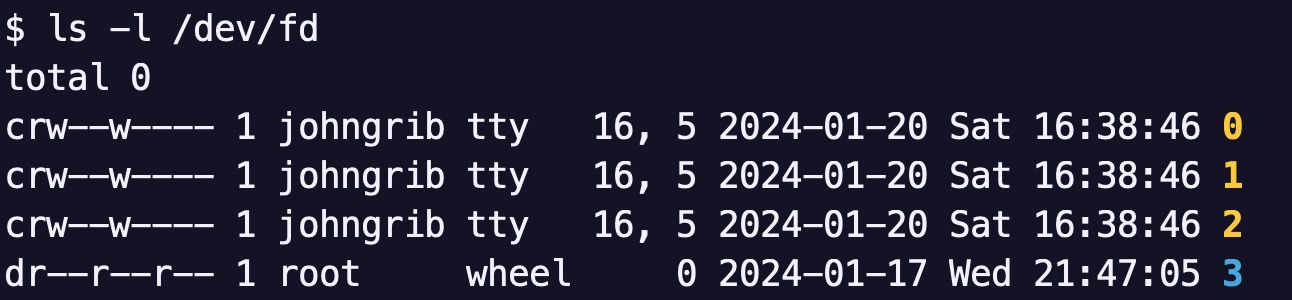 $ ls -l /dev/fd
total 0
crw--w---- 1 johngrib tty   16, 5 2024-01-20 Sat 16:38:46 0
crw--w---- 1 johngrib tty   16, 5 2024-01-20 Sat 16:38:46 1
crw--w---- 1 johngrib tty   16, 5 2024-01-20 Sat 16:38:46 2
dr--r--r-- 1 root     wheel     0 2024-01-17 Wed 21:47:05 3